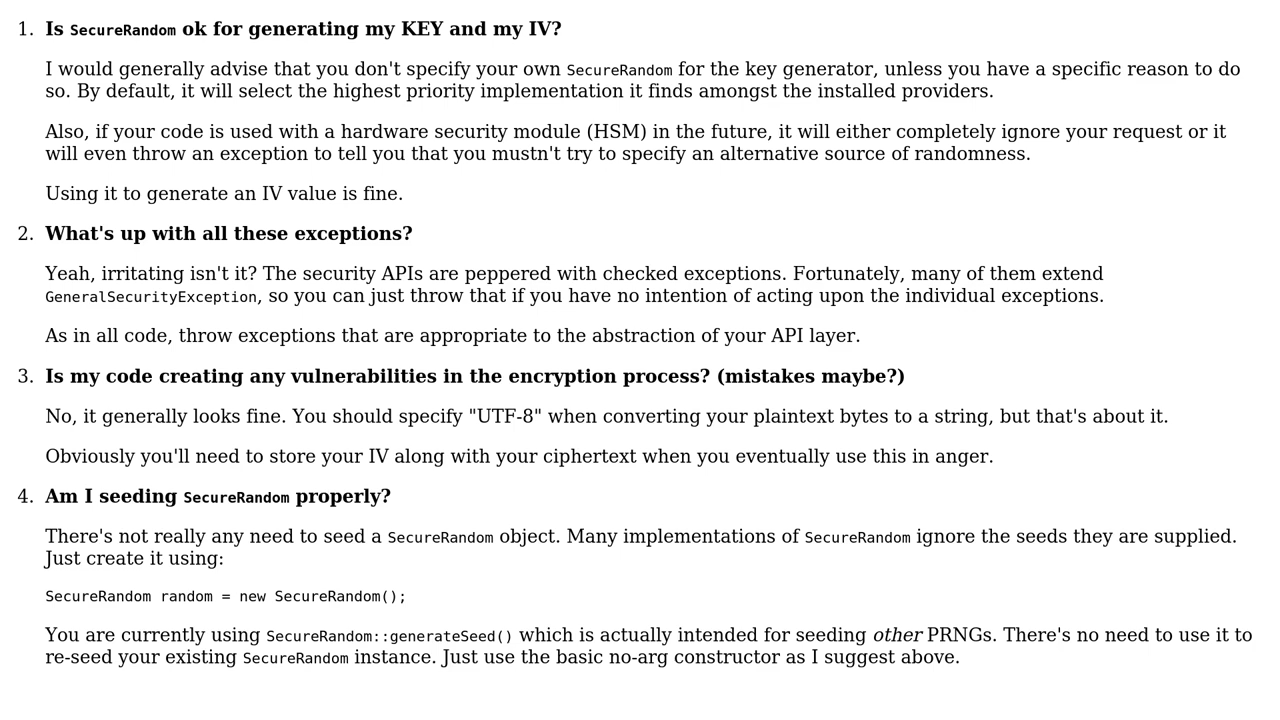 1. Is SecureRandom ok for generating my KEY and my IV?
I would generally advise that you don't specify your own SecureRandom for the key generator, unless you have a specific reason to do
so. By default, it will select the highest priority implementation it finds amongst the installed providers.
Also, if your code is used with a hardware security module (HSM) in the future, it will either completely ignore your request or it
will even throw an exception to tell you that you mustn't try to specify an alternative source of randomness.
Using it to generate an IV value is fine.
2. What's up with all these exceptions?
Yeah, irritating isn't it? The security APIs are peppered with checked exceptions. Fortunately, many of them extend
GeneralSecurityException, so you can just throw that if you have no intention of acting upon the individual exceptions.
As in all code, throw exceptions that are appropriate to the abstraction of your API layer.
3. Is my code creating any vulnerabilities in the encryption process? (mistakes maybe?)
No, it generally looks fine. You should specify "UTF-8" when converting your plaintext bytes to a string, but that's about it.
Obviously you'll need to store your IV along with your ciphertext when you eventually use this in anger.
4. Am I seeding SecureRandom properly?
There's not really any need to seed a SecureRandom object. Many implementations of SecureRandom ignore the seeds they are supplied.
Just create it using:
SecureRandom random = new SecureRandom();
You are currently using SecureRandom::generateSeed() which is actually intended for seeding other PRNGs. There's no need to use it to
re-seed your existing SecureRandom instance. Just use the basic no-arg constructor as I suggest above.